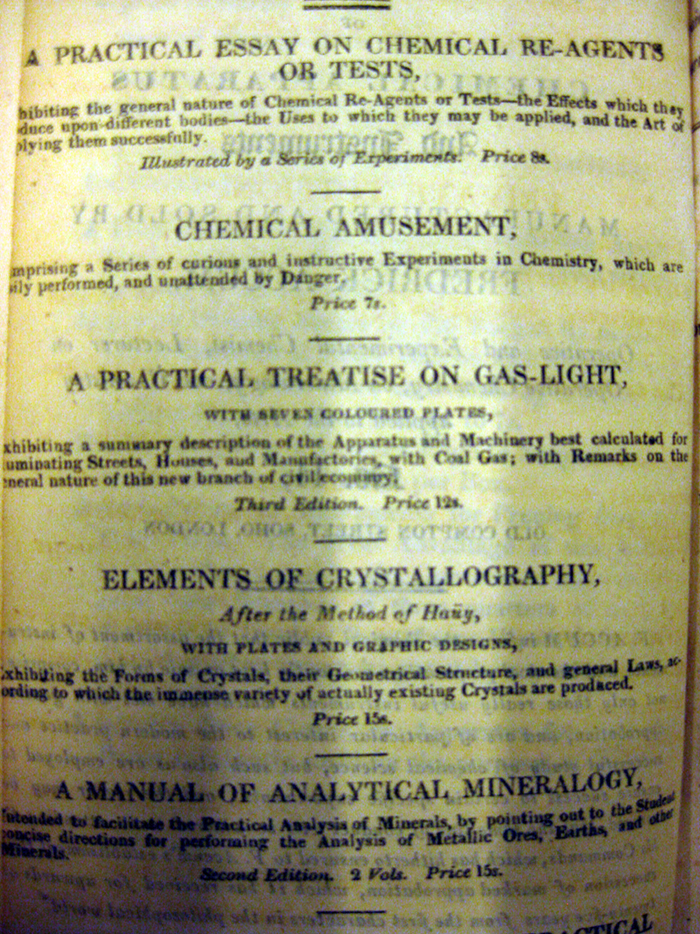 A PRACTICAL ESSAY ON CHEMICAL RE-AGENTS
OR TESTS,
hibiting the general nature of Chemical Re-Agents or Tests—the Effects which they
duce upon different bodies—the Uses to which they may be applied, and the Art of
plying them successfully.
Illustrated by a Series of Experiments. Price 8s.
CHEMICAL AMUSEMENT,
mprising a Series of curious and instructive Experiments in Chemistry, which are
ily performed, and unattended by Danger.
Price 7s.
A PRACTICAL TREATISE ON GAS-LIGHT,
WITH SEVEN COLOURED PLATES,
xhibiting a summary description of the Apparatus and Machinery best calculated for
uminating Streets, Houses, and Manufactories, with Coal Gas; with Remarks on the
eneral nature of this new branch of civil economy.
Third Edition. Price 12s.
ELEMENTS OF CRYSTALLOGRAPHY,
After the Method of Haüy,
WITH PLATES AND GRAPHIC DESIGNS,
Exhibiting the Forms of Crystals, their Geometrical Structure, and general Laws, ac-
ording to which the immense variety of actually existing Crystals are produced.
Price 15s.
A MANUAL OF ANALYTICAL MINERALOGY,
Intended to facilitate the Practical Analysis of Minerals, by pointing out to the Student
concise directions for performing the Analysis of Metallic Ores, Earths, and other
Minerals.
Second Edition. 2 Vols. Price 15s.
PRACTICAL